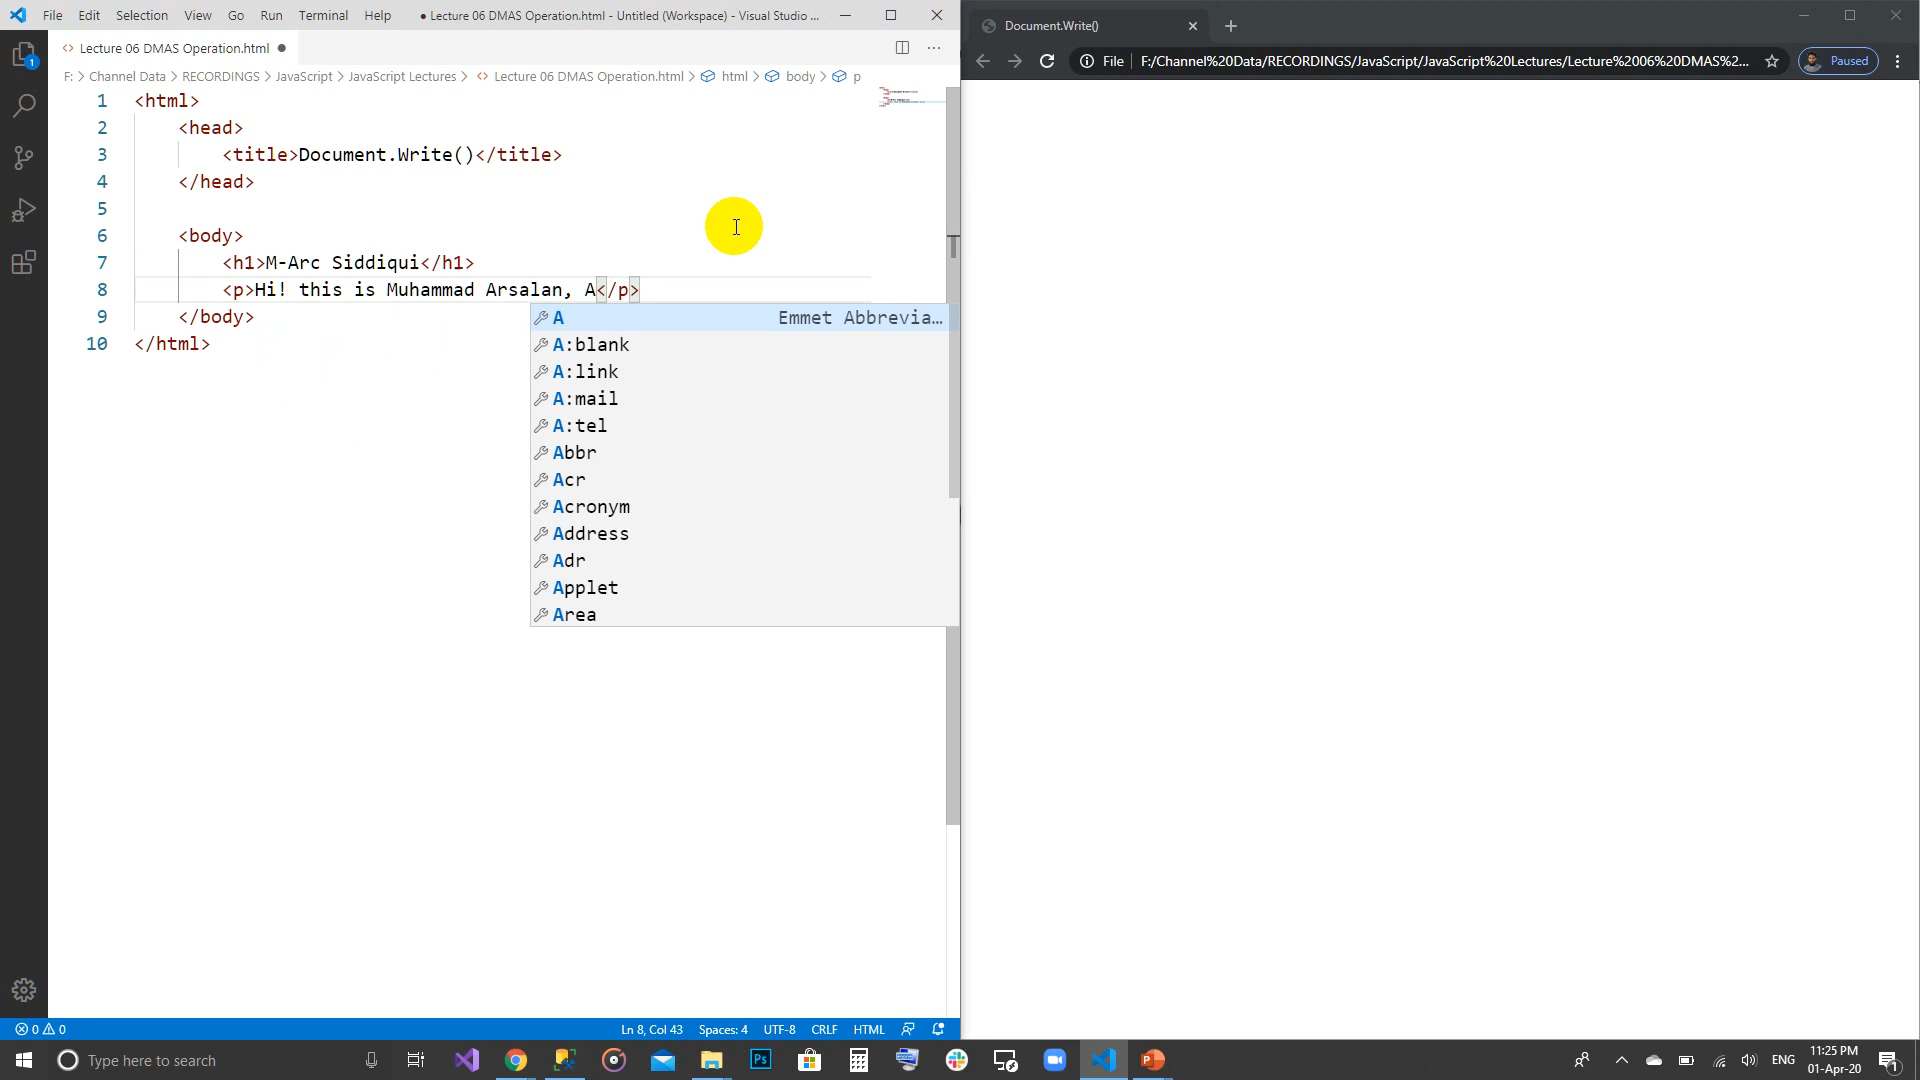 File Edit Selection View Go Run Terminal Help ● Lecture 06 DMAS Operation.html - Untitled (Workspace) - Visual Studio ...
Lecture 06 DMAS Operation.html ●
F: > Channel Data > RECORDINGS > JavaScript > JavaScript Lectures > Lecture 06 DMAS Operation.html > html > body > p
1 <html>
2 <head>
3 <title>Document.Write()</title>
4 </head>
5
6 <body>
7 <h1>M-Arc Siddiqui</h1>
8 <p>Hi! this is Muhammad Arsalan, A</p>
9 </body>
10 </html>
A Emmet Abbrevia…
A:blank
A:link
A:mail
A:tel
Abbr
Acr
Acronym
Address
Adr
Applet
Area
1
0 0
Ln 8, Col 43 Spaces: 4 UTF-8 CRLF HTML
Document.Write()
File F:/Channel%20Data/RECORDINGS/JavaScript/JavaScript%20Lectures/Lecture%2006%20DMAS%2... Paused
Type here to search
Ps
ENG
11:25 PM
01-Apr-20
1